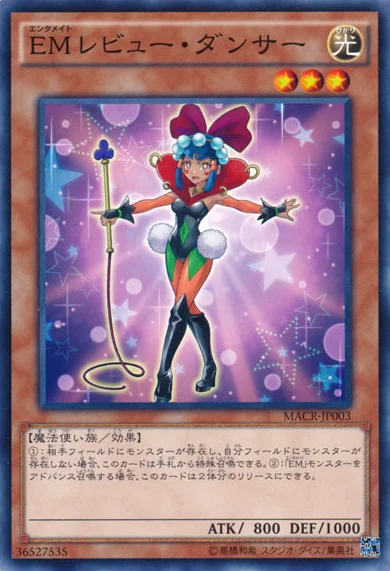 エンタメイト
EMレビュー・ダンサー
ひかり
光
MACR-JP003
【魔法使い族/効果】
①:相手フィールドにモンスターが存在し、自分フィールドにモンスターが
存在しない場合、このカードは手札から特殊召喚できる。②:「EM」モンスターを
アドバンス召喚する場合、このカードは2体分のリリースにできる。
ATK/ 800 DEF/1000
36527535
©高橋和希 スタジオ・ダイス/集英社